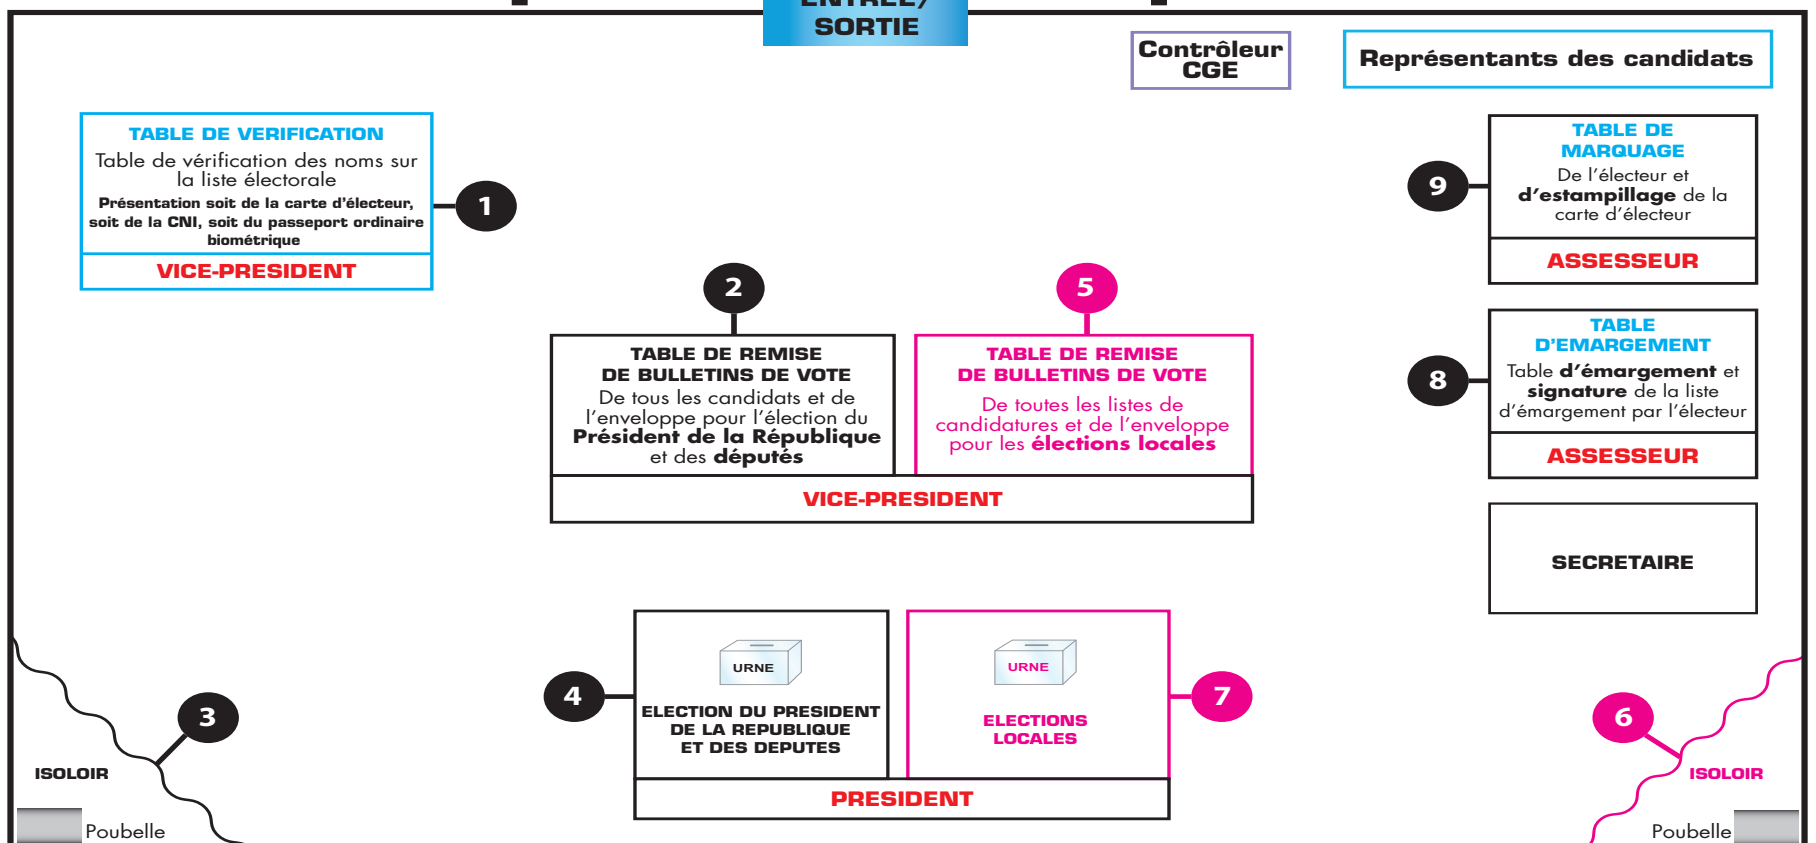 ENTREE/
SORTIE
Contrôleur
CGE
Représentants des candidats
TABLE DE VERIFICATION
Table de vérification des noms sur
la liste électorale
Présentation soit de la carte d'électeur,
soit de la CNI, soit du passeport ordinaire
biométrique
VICE-PRESIDENT
1
2
TABLE DE REMISE
DE BULLETINS DE VOTE
De tous les candidats et de
l'enveloppe pour l'élection du
Président de la République
et des députés
5
TABLE DE REMISE
DE BULLETINS DE VOTE
De toutes les listes de
candidatures et de l'enveloppe
pour les élections locales
VICE-PRESIDENT
9
TABLE DE
MARQUAGE
De l'électeur et
d'estampillage de la
carte d'électeur
ASSESSEUR
8
TABLE
D'EMARGEMENT
Table d'émargement et
signature de la liste
d'émargement par l'électeur
ASSESSEUR
SECRETAIRE
3
ISOLOIR
Poubelle
4
URNE
ELECTION DU PRESIDENT
DE LA REPUBLIQUE
ET DES DEPUTES
URNE
ELECTIONS
LOCALES
7
PRESIDENT
6
ISOLOIR
Poubelle